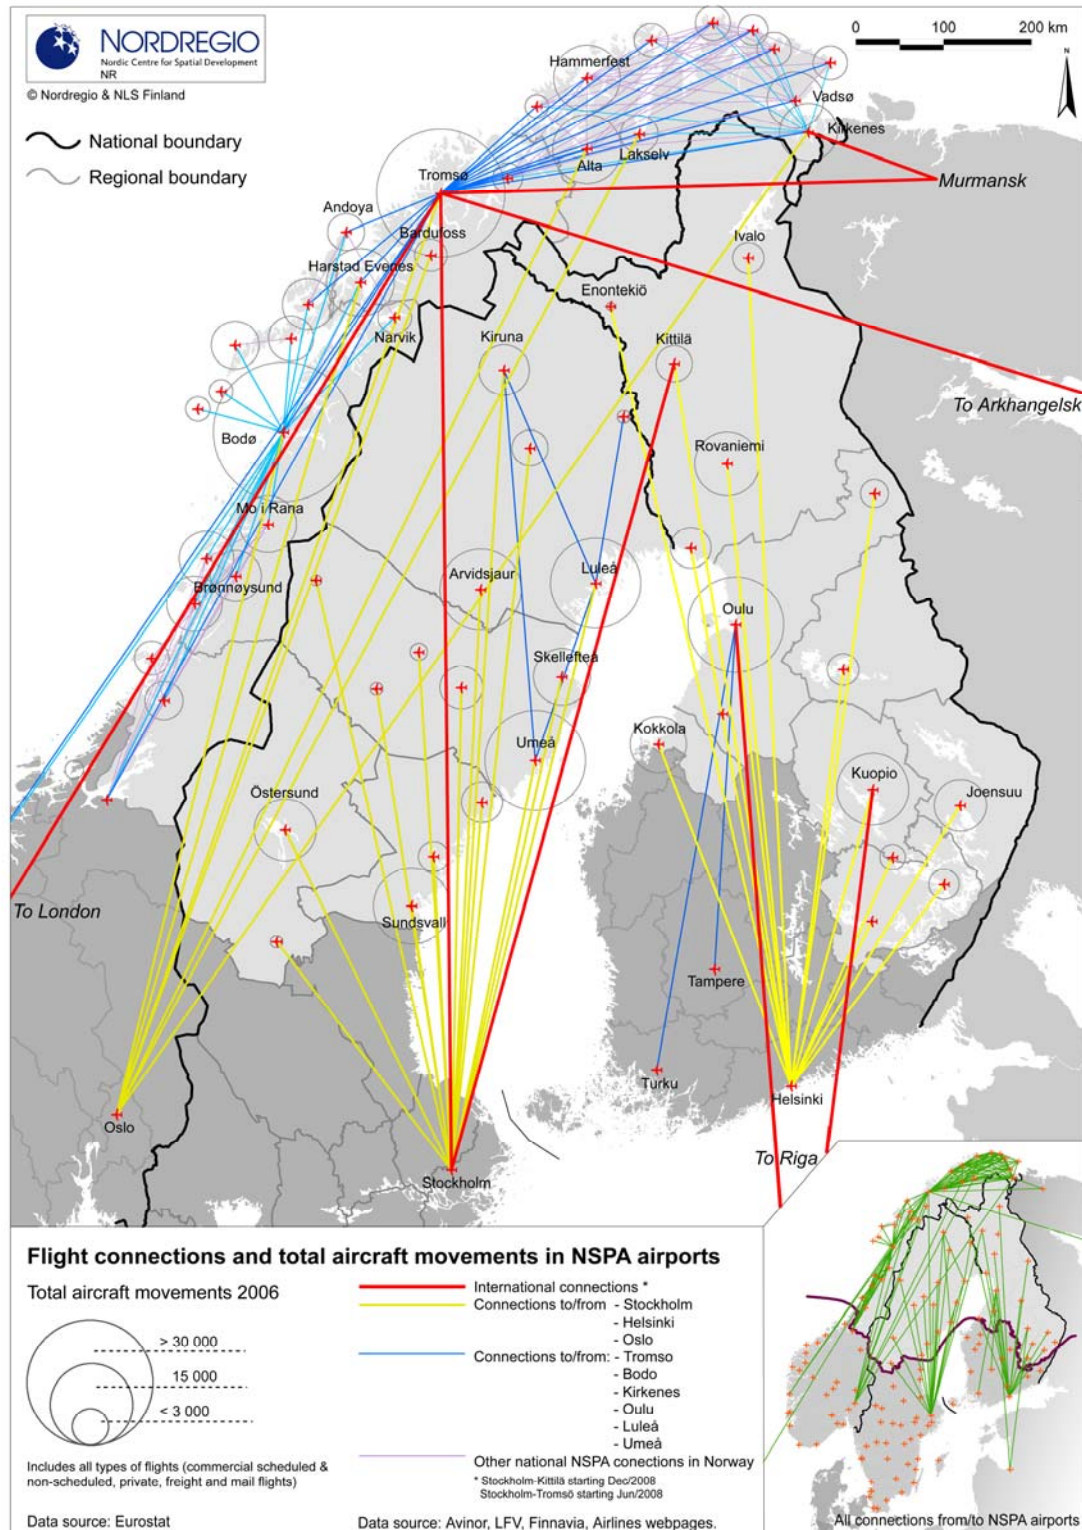 NORDREGIO
Nordic Centre for Spatial Development
NR
© Nordregio & NLS Finland
National boundary
Regional boundary
0 100 200 km
N
Hammerfest
Vadsø
Kirkenes
Lakselv
Alta
Tromsø
Murmansk
Andoya
Bardufoss
Ivalo
Harstad Evenes
Enontekiö
Narvik
Kiruna
Kittilä
To Arkhangelsk
Bodø
Rovaniemi
Mo i Rana
Arvidsjaur
Luleå
Brønnøysund
Oulu
Skellefteå
Kokkola
Umeå
Kuopio
Joensuu
Östersund
To London
Sundsvall
Tampere
Turku
Helsinki
Oslo
To Riga
Stockholm
Flight connections and total aircraft movements in NSPA airports
Total aircraft movements 2006
> 30 000
15 000
< 3 000
Includes all types of flights (commercial scheduled &
non-scheduled, private, freight and mail flights)
Data source: Eurostat
International connections *
Connections to/from - Stockholm
- Helsinki
- Oslo
Connections to/from: - Tromso
- Bodo
- Kirkenes
- Oulu
- Luleå
- Umeå
Other national NSPA conections in Norway
* Stockholm-Kittilä starting Dec/2008
Stockholm-Tromsö starting Jun/2008
Data source: Avinor, LFV, Finnavia, Airlines webpages.
All connections from/to NSPA airports